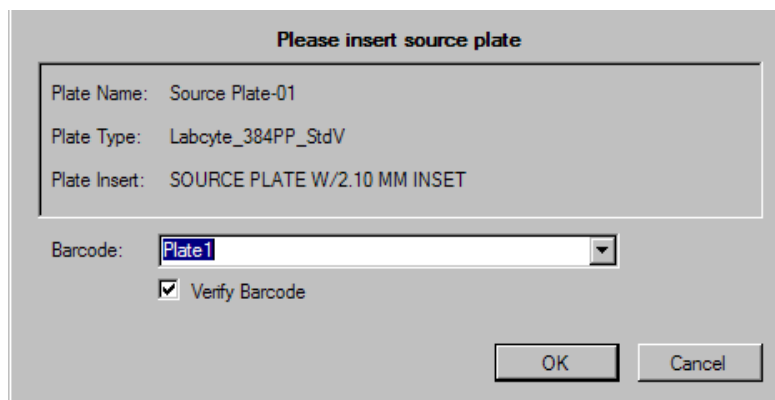 Please insert source plate
Plate Name: Source Plate-01
Plate Type: Labcyte_384PP_StdV
Plate Insert: SOURCE PLATE W/2.10 MM INSET
Barcode: Plate1
Verify Barcode
OK Cancel